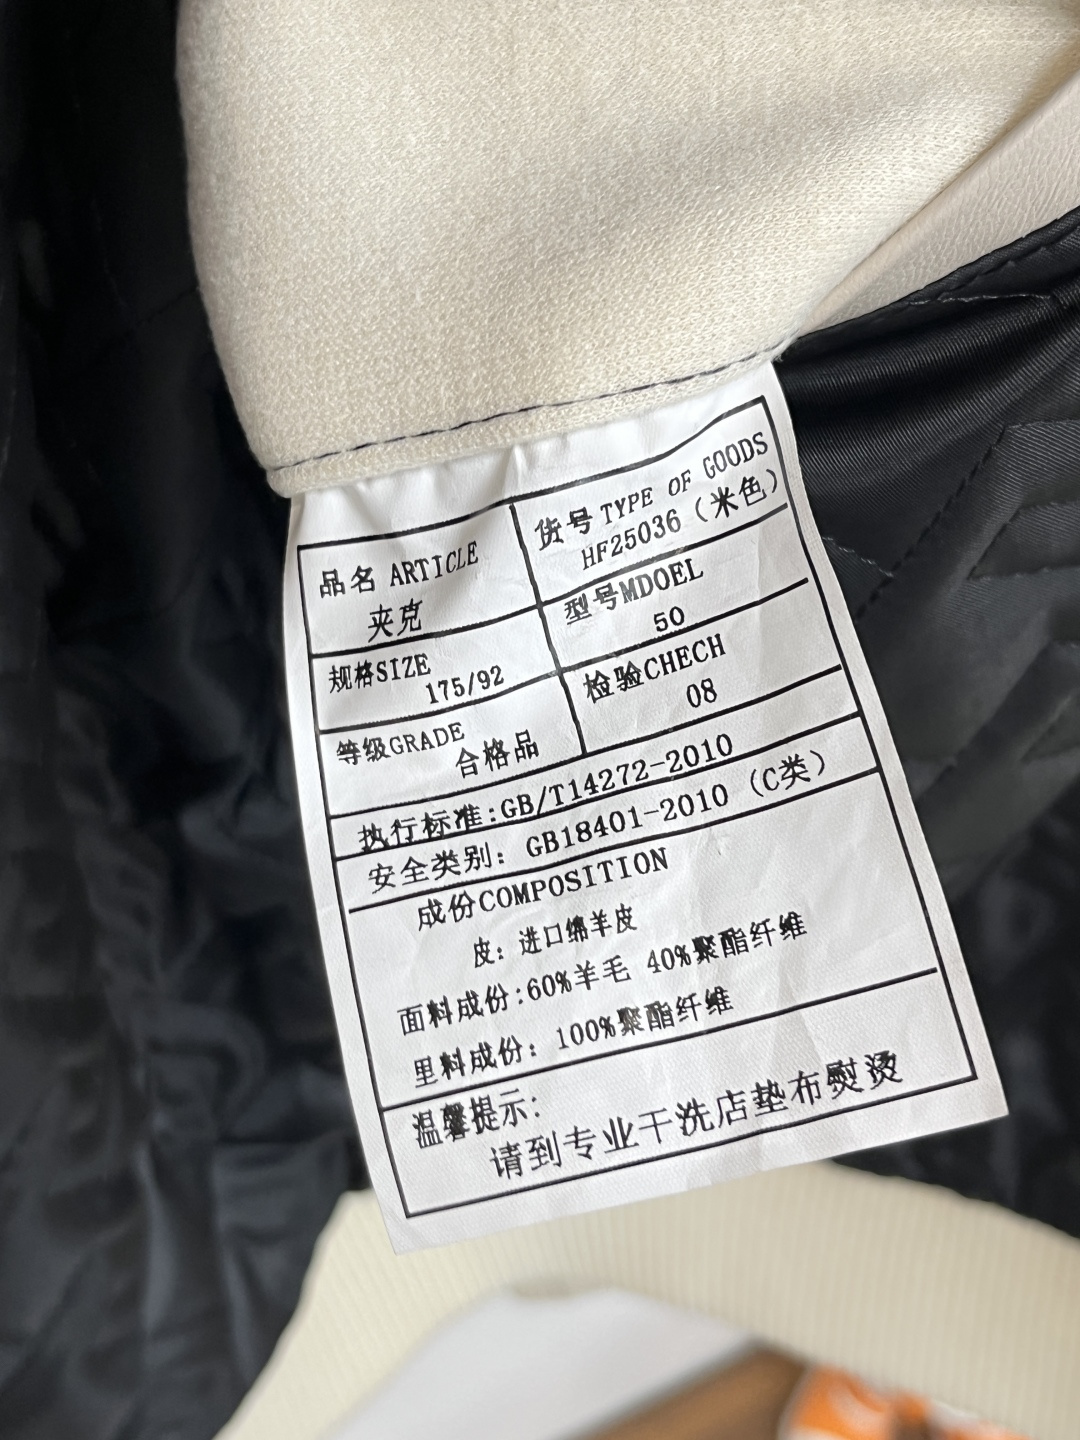 品名 ARTICLE
夹克
货号 TYPE OF GOODS
HF25036（米色）
规格SIZE
175/92
型号MDOEL
50
等级GRADE
合格品
检验CHECH
08
执行标准:GB/T14272-2010
安全类别: GB18401-2010（C类）
成份COMPOSITION
皮: 进口绵羊皮
面料成份:60%羊毛 40%聚酯纤维
里料成份: 100%聚酯纤维
温馨提示:
请到专业干洗店垫布熨烫